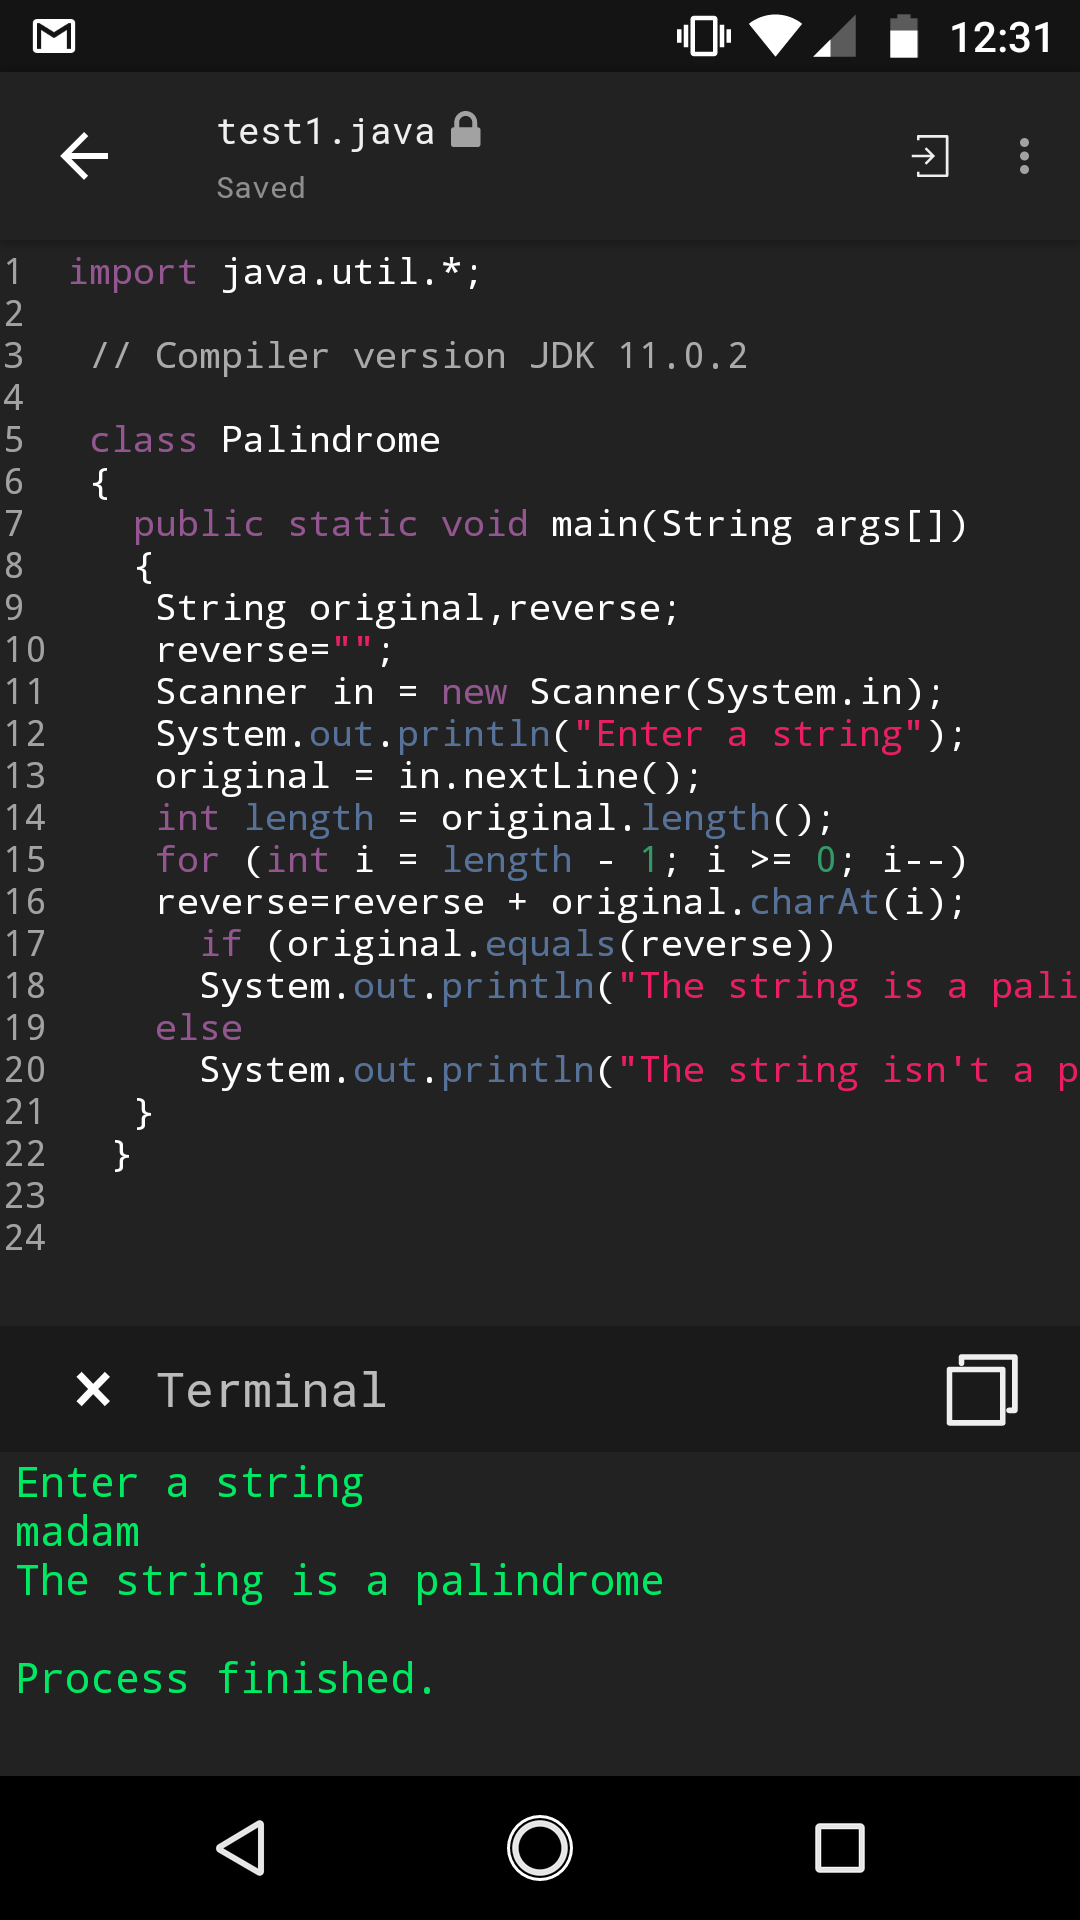 12:31
test1.java
Saved
1 import java.util.*;
2
3 // Compiler version JDK 11.0.2
4
5 class Palindrome
6 {
7 public static void main(String args[])
8 {
9 String original,reverse;
10 reverse="";
11 Scanner in = new Scanner(System.in);
12 System.out.println("Enter a string");
13 original = in.nextLine();
14 int length = original.length();
15 for (int i = length - 1; i >= 0; i--)
16 reverse=reverse + original.charAt(i);
17 if (original.equals(reverse))
18 System.out.println("The string is a pali
19 else
20 System.out.println("The string isn't a p
21 }
22 }
23
24
Terminal
Enter a string
madam
The string is a palindrome
Process finished.